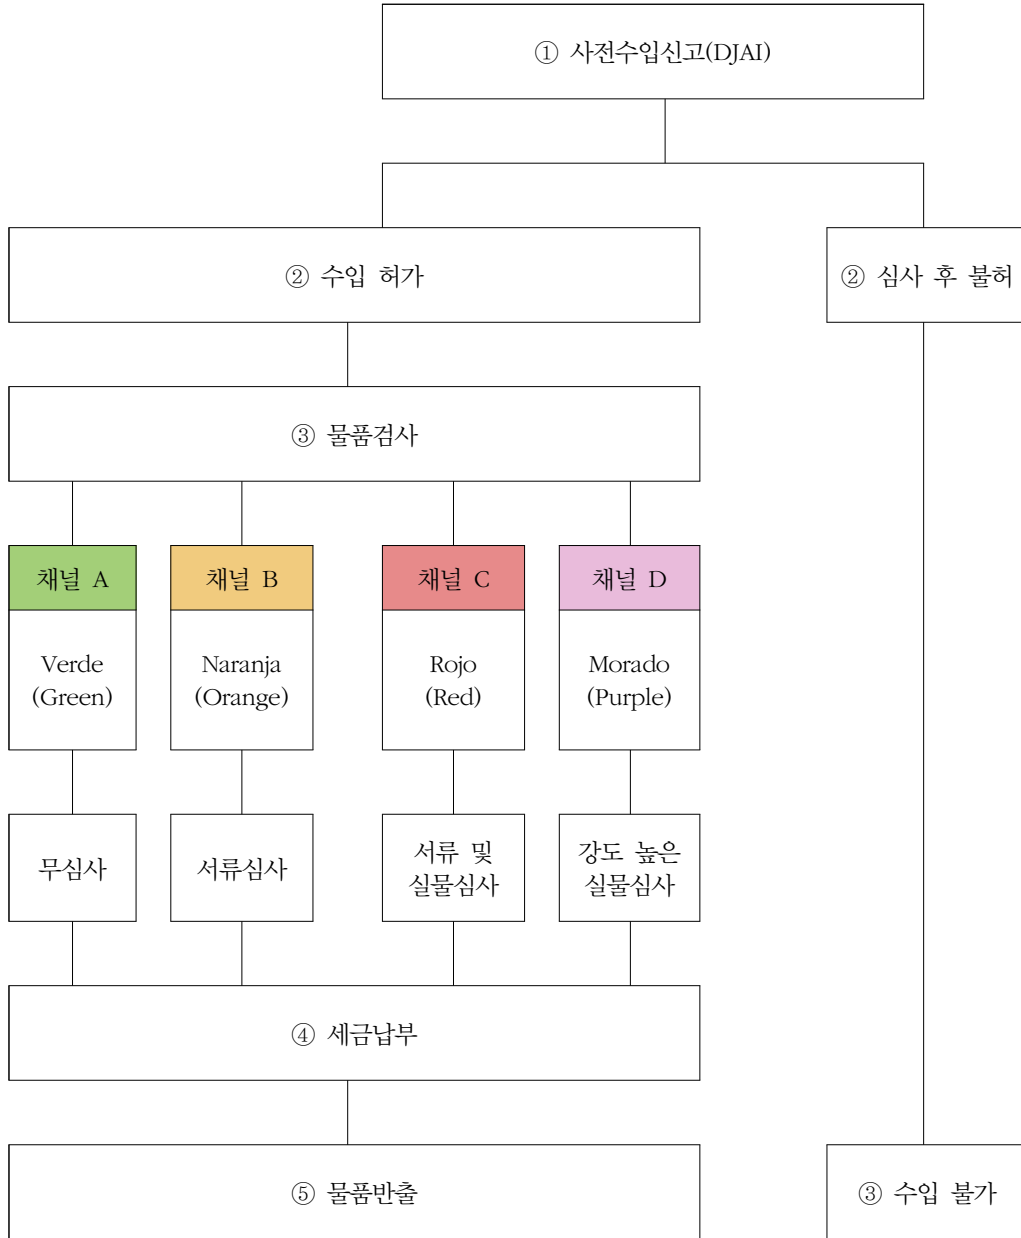 ① 사전수입신고(DJAI)
② 수입 허가
② 심사 후 불허
③ 물품검사
채널 A
채널 B
채널 C
채널 D
Verde
(Green)
Naranja
(Orange)
Rojo
(Red)
Morado
(Purple)
무심사
서류심사
서류 및
실물심사
강도 높은
실물심사
④ 세금납부
⑤ 물품반출
③ 수입 불가